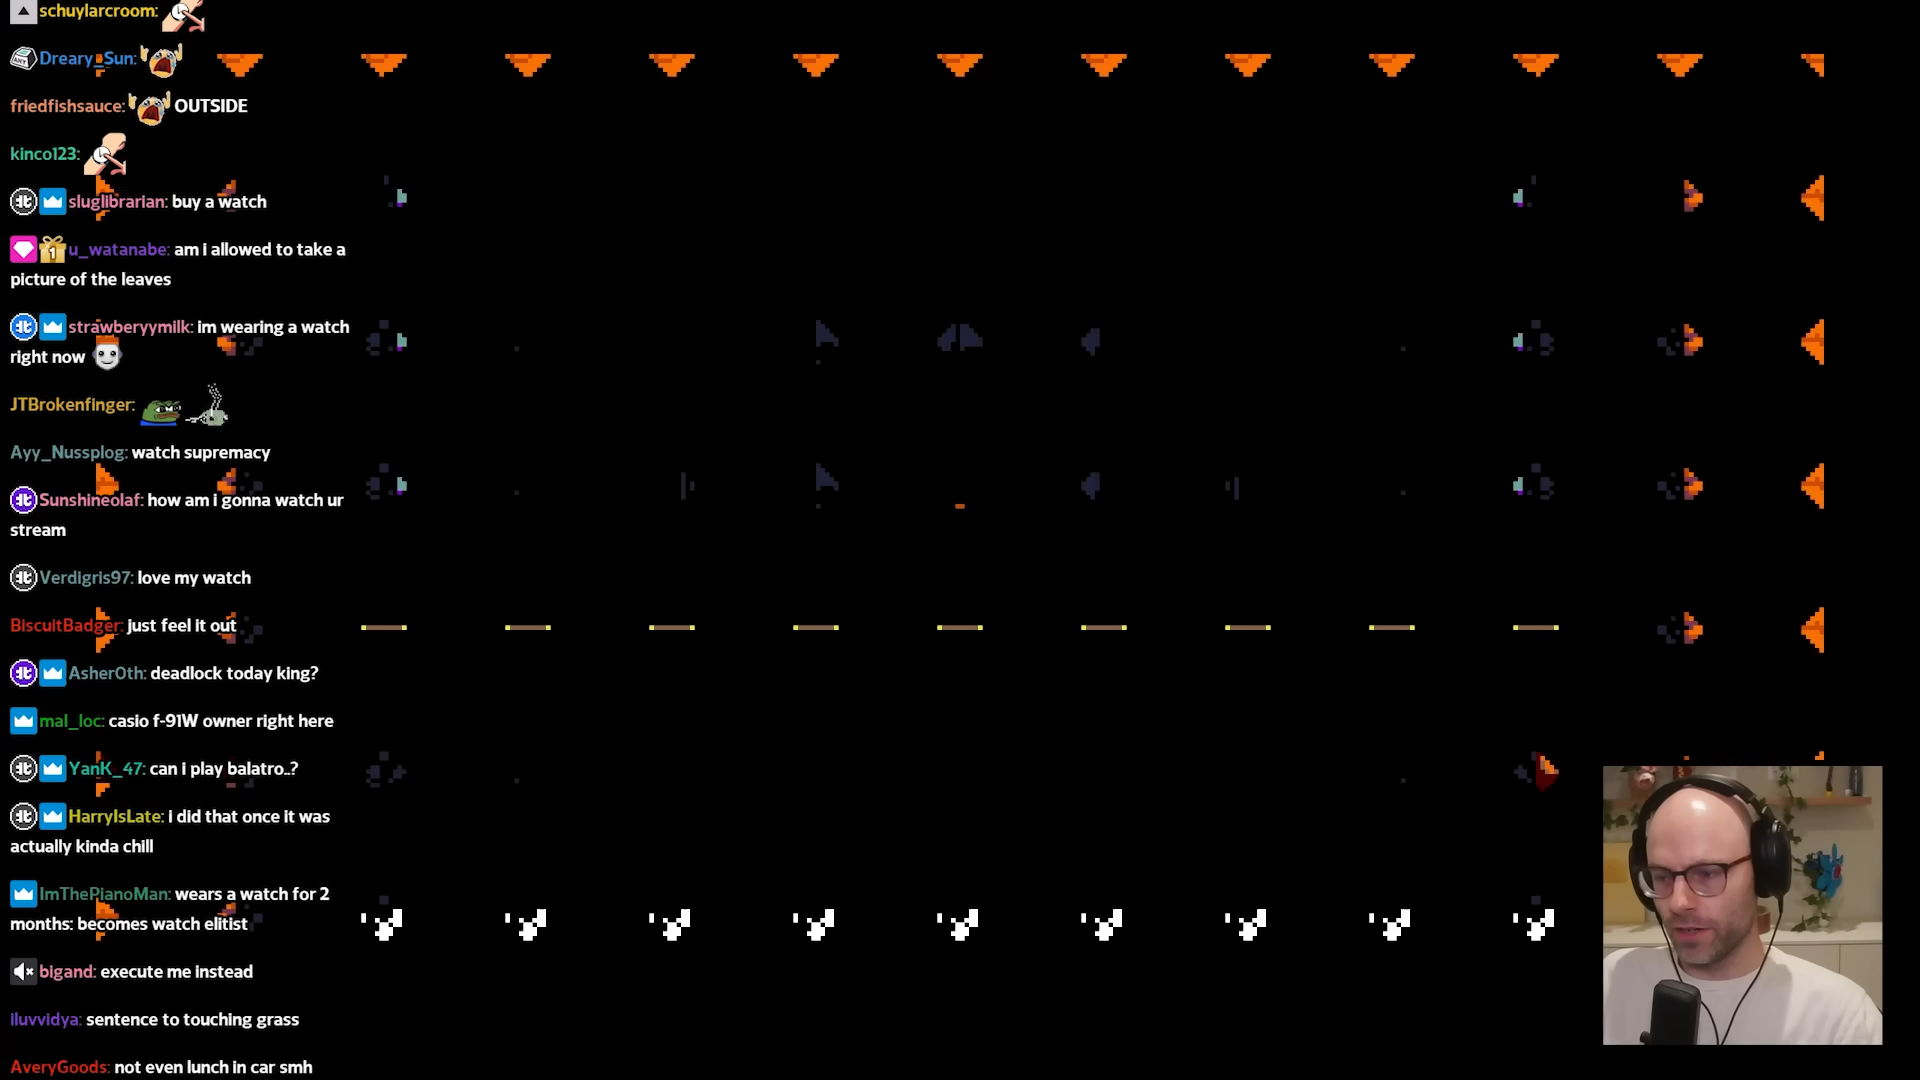 schuylarcroom:
Dreary_Sun:
friedfishsauce: OUTSIDE
kinco123:
sluglibrarian: buy a watch
1 u_watanabe: am i allowed to take a
picture of the leaves
strawberyymilk: im wearing a watch
right now
JTBrokenfinger:
Ayy_Nussplog: watch supremacy
Sunshineolaf: how am i gonna watch ur
stream
Verdigris97: love my watch
BiscuitBadger: just feel it out
Asher0th: deadlock today king?
mal_loc: casio f-91W owner right here
YanK_47: can i play balatro..?
HarryIsLate: i did that once it was
actually kinda chill
ImThePianoMan: wears a watch for 2
months: becomes watch elitist
bigand: execute me instead
iluvvidya: sentence to touching grass
AveryGoods: not even lunch in car smh